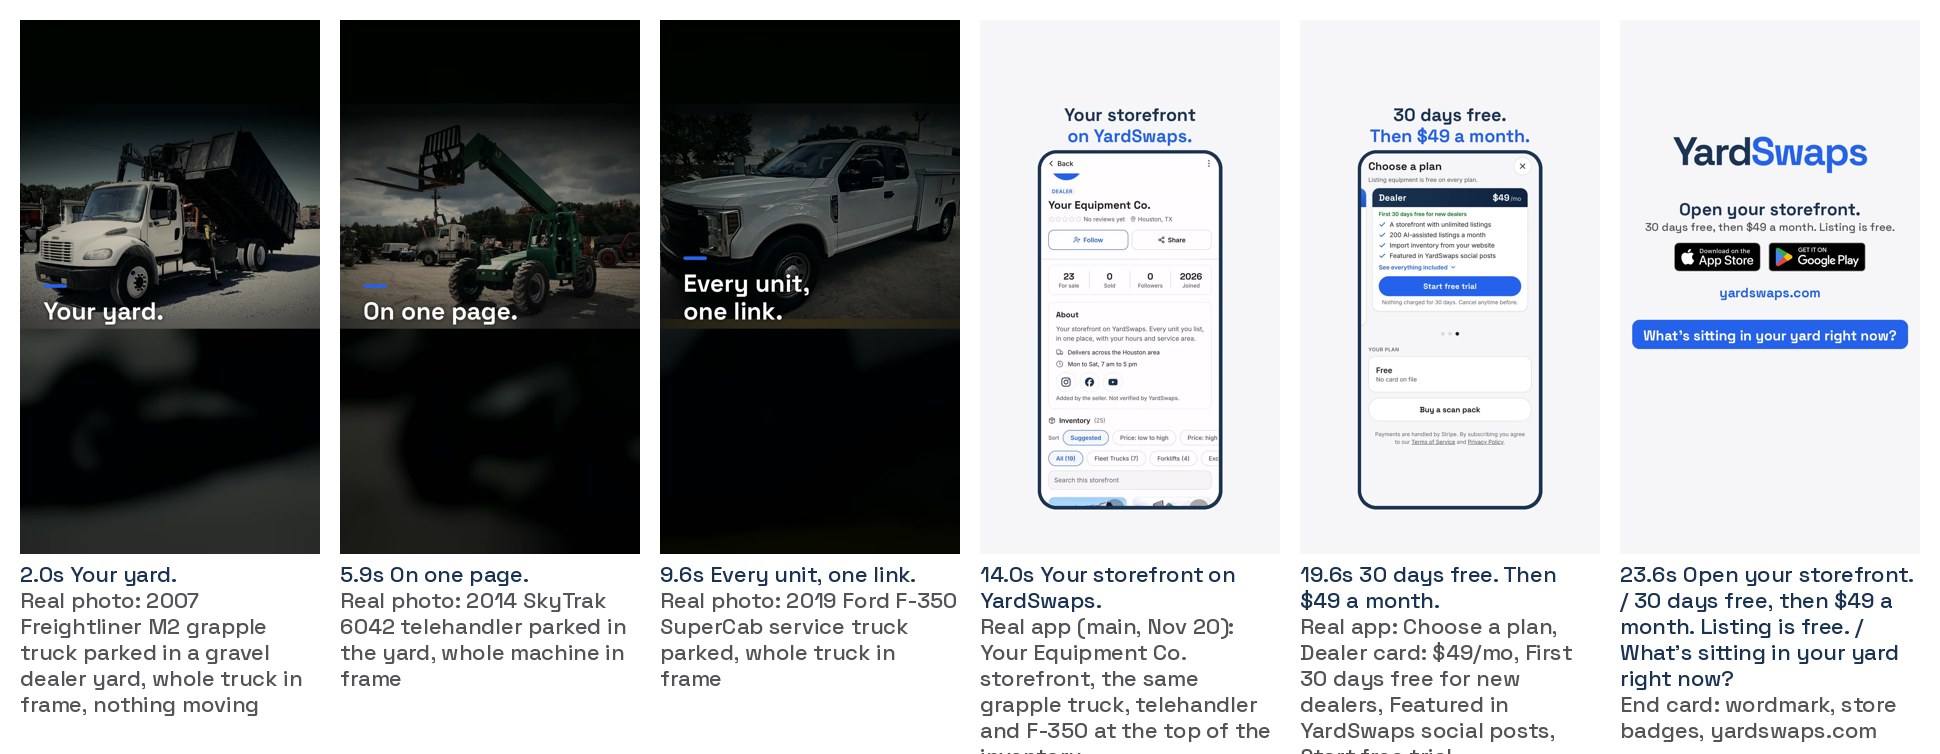 Your yard.
On one page.
Every unit,
one link.
Your storefront
on YardSwaps.
Back
DEALER
Your Equipment Co.
No reviews yet Houston, TX
Follow Share
23 0 0 2026
For sale Sold Followers Joined
About
Your storefront on YardSwaps. Every unit you list,
in one place, with your hours and service area.
Delivers across the Houston area
Mon to Sat, 7 am to 5 pm
Added by the seller. Not verified by YardSwaps.
Inventory (25)
Sort Suggested Price: low to high Price: high
All (19) Fleet Trucks (7) Forklifts (4) Exc
Search this storefront
30 days free.
Then $49 a month.
Choose a plan
Listing equipment is free on every plan.
Dealer $49/mo
First 30 days free for new dealers
A storefront with unlimited listings
200 AI-assisted listings a month
Import inventory from your website
Featured in YardSwaps social posts
See everything included
Start free trial
Nothing charged for 30 days. Cancel anytime before.
YOUR PLAN
Free
No card on file
Buy a scan pack
Payments are handled by Stripe. By subscribing you agree
to our Terms of Service and Privacy Policy.
YardSwaps
Open your storefront.
30 days free, then $49 a month. Listing is free.
Download on the
App Store
GET IT ON
Google Play
yardswaps.com
What's sitting in your yard right now?
2.0s Your yard.
Real photo: 2007
Freightliner M2 grapple
truck parked in a gravel
dealer yard, whole truck in
frame, nothing moving
5.9s On one page.
Real photo: 2014 SkyTrak
6042 telehandler parked in
the yard, whole machine in
frame
9.6s Every unit, one link.
Real photo: 2019 Ford F-350
SuperCab service truck
parked, whole truck in
frame
14.0s Your storefront on
YardSwaps.
Real app (main, Nov 20):
Your Equipment Co.
storefront, the same
grapple truck, telehandler
and F-350 at the top of the
19.6s 30 days free. Then
$49 a month.
Real app: Choose a plan,
Dealer card: $49/mo, First
30 days free for new
dealers, Featured in
YardSwaps social posts,
23.6s Open your storefront.
/ 30 days free, then $49 a
month. Listing is free. /
What's sitting in your yard
right now?
End card: wordmark, store
badges, yardswaps.com